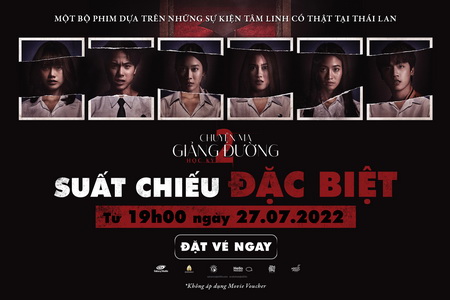 MỘT BỘ PHIM DỰA TRÊN NHỮNG SỰ KIỆN TÂM LINH CÓ THẬT TẠI THÁI LAN
CHUYỆN MA
GIẢNG ĐƯỜNG
2
SUẤT CHIẾU ĐẶC BIỆT
Từ 19h00 ngày 27.07.2022
ĐẶT VÉ NGAY
*Không áp dụng Movie Voucher